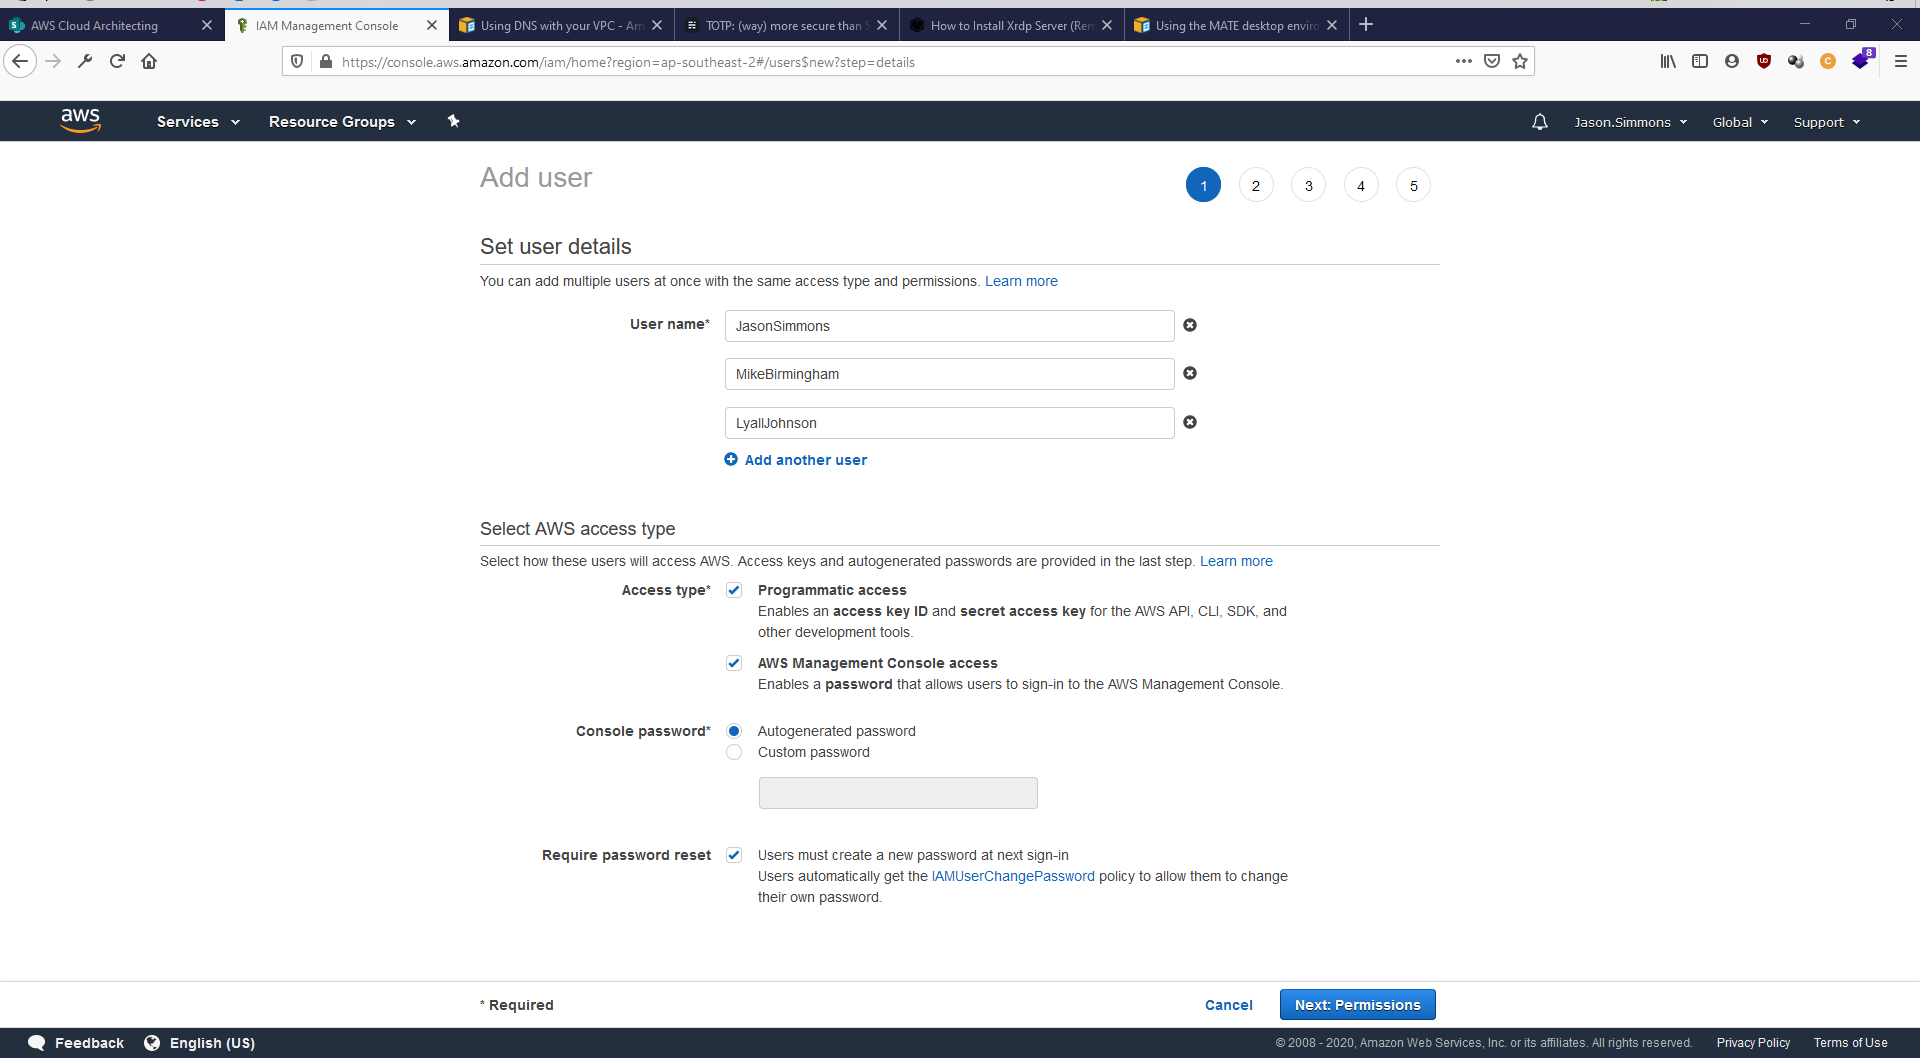 AWS Cloud Architecting
IAM Management Console
Using DNS with your VPC - Am
TOTP: (way) more secure than S
How to Install Xrdp Server (Rem
Using the MATE desktop enviro
https://console.aws.amazon.com/iam/home?region=ap-southeast-2#/users$new?step=details
8
aws
Services
Resource Groups
Jason.Simmons
Global
Support
Add user
1 2 3 4 5
Set user details
You can add multiple users at once with the same access type and permissions. Learn more
User name* JasonSimmons
MikeBirmingham
LyallJohnson
Add another user
Select AWS access type
Select how these users will access AWS. Access keys and autogenerated passwords are provided in the last step. Learn more
Access type* Programmatic access
Enables an access key ID and secret access key for the AWS API, CLI, SDK, and
other development tools.
AWS Management Console access
Enables a password that allows users to sign-in to the AWS Management Console.
Console password* Autogenerated password
Custom password
Require password reset Users must create a new password at next sign-in
Users automatically get the IAMUserChangePassword policy to allow them to change
their own password.
* Required
Cancel
Next: Permissions
Feedback
English (US)
© 2008 - 2020, Amazon Web Services, Inc. or its affiliates. All rights reserved.
Privacy Policy
Terms of Use